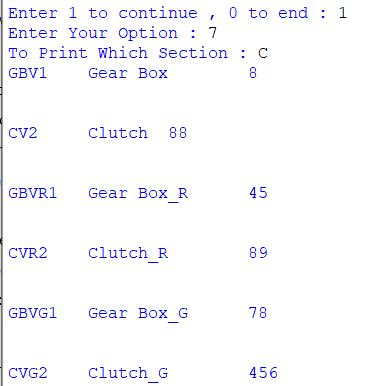 Enter 1 to continue , 0 to end : 1
Enter Your Option : 7
To Print Which Section : C
GBV1 Gear Box 8
CV2 Clutch 88
GBVR1 Gear Box_R 45
CVR2 Clutch_R 89
GBVG1 Gear Box_G 78
CVG2 Clutch_G 456